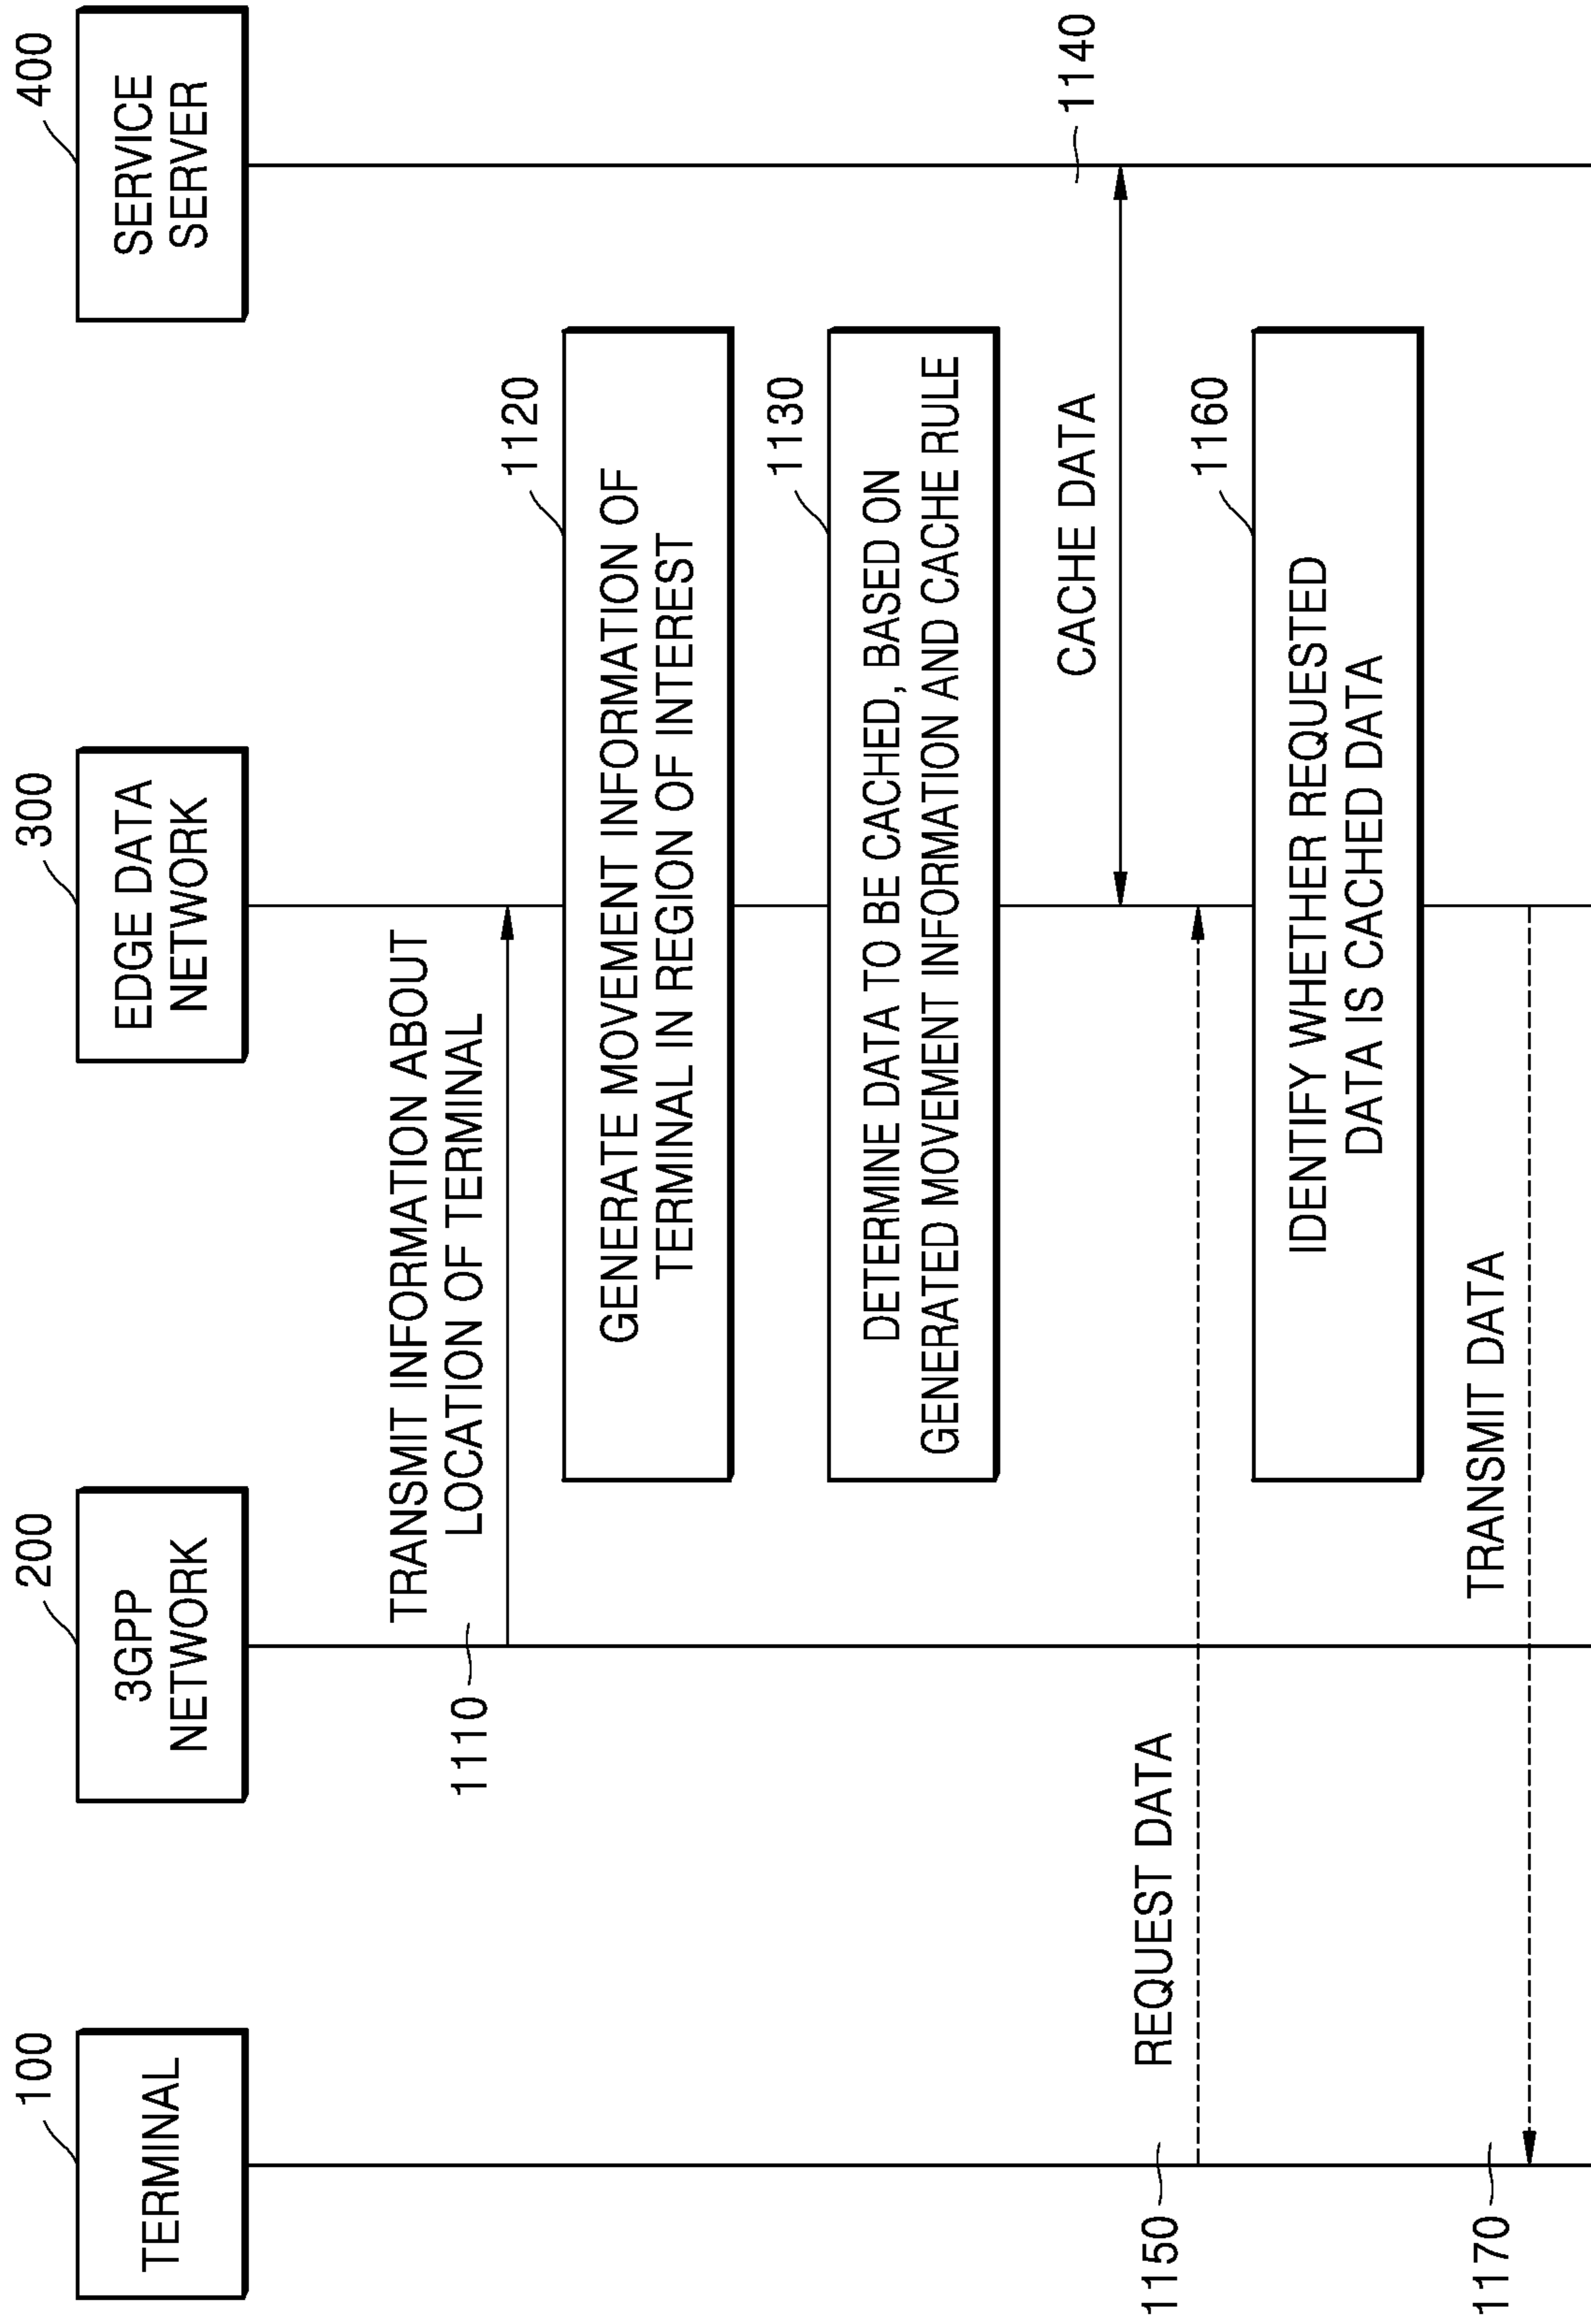 100
TERMINAL
200
3GPP
NETWORK
300
EDGE DATA
NETWORK
400
SERVICE
SERVER
TRANSMIT INFORMATION ABOUT
LOCATION OF TERMINAL
1110
1120
GENERATE MOVEMENT INFORMATION OF
TERMINAL IN REGION OF INTEREST
1130
DETERMINE DATA TO BE CACHED, BASED ON
GENERATED MOVEMENT INFORMATION AND CACHE RULE
CACHE DATA
1140
REQUEST DATA
1150
1160
IDENTIFY WHETHER REQUESTED
DATA IS CACHED DATA
TRANSMIT DATA
1170